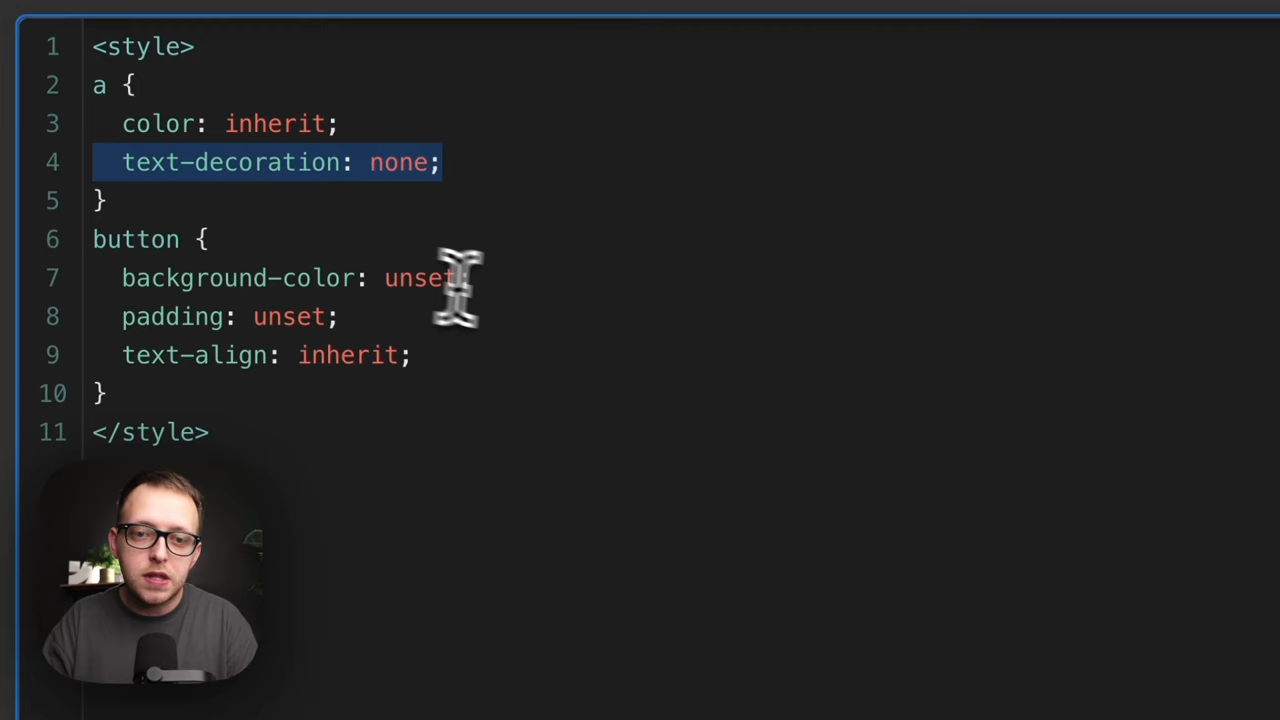 1 <style>
2 a {
3   color: inherit;
4   text-decoration: none;
5 }
6 button {
7   background-color: unset;
8   padding: unset;
9   text-align: inherit;
10 }
11 </style>